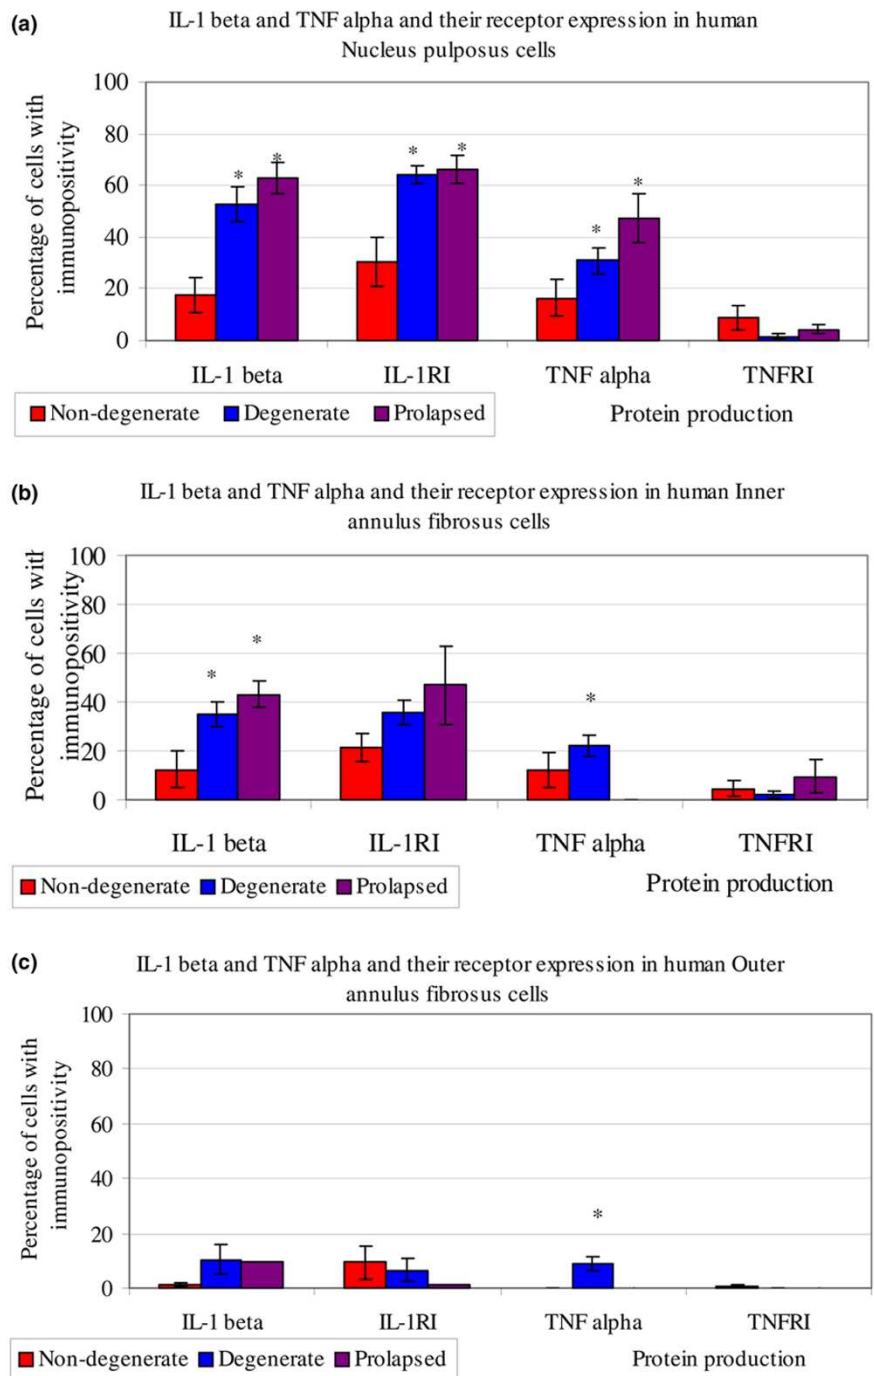 (a)
IL-1 beta and TNF alpha and their receptor expression in human
Nucleus pulposus cells
Percentage of cells with
immunopositivity
100
80
60
40
20
0
* * * * * *
IL-1 beta IL-1RI TNF alpha TNFRI
Non-degenerate Degenerate Prolapsed
Protein production
(b)
IL-1 beta and TNF alpha and their receptor expression in human Inner
annulus fibrosus cells
Percentage of cells with
immunopositivity
100
80
60
40
20
0
* * *
IL-1 beta IL-1RI TNF alpha TNFRI
Non-degenerate Degenerate Prolapsed
Protein production
(c)
IL-1 beta and TNF alpha and their receptor expression in human Outer
annulus fibrosus cells
Percentage of cells with
immunopositivity
100
80
60
40
20
0
*
IL-1 beta IL-1RI TNF alpha TNFRI
Non-degenerate Degenerate Prolapsed
Protein production